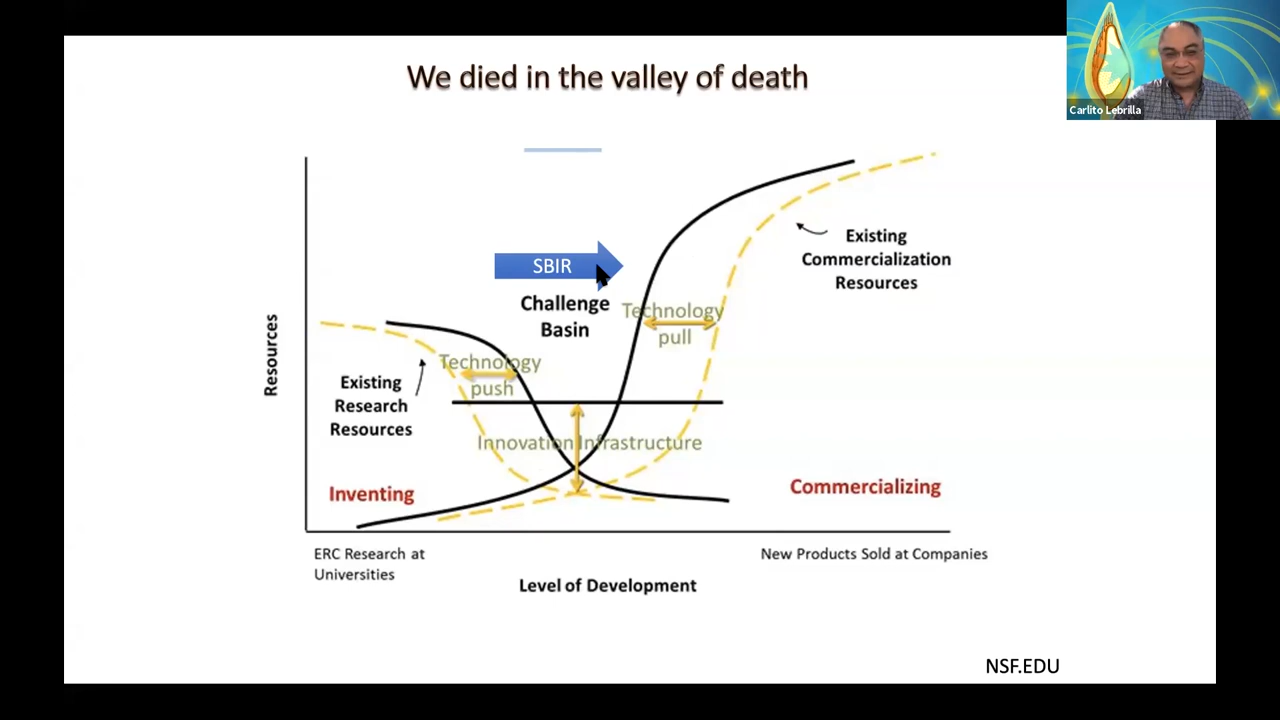 We died in the valley of death
Carlito Lebrilla
SBIR
Challenge
Basin
Technology
pull
Existing
Commercialization
Resources
Resources
Technology
push
Existing
Research
Resources
Innovation Infrastructure
Inventing
Commercializing
ERC Research at
Universities
New Products Sold at Companies
Level of Development
NSF.EDU